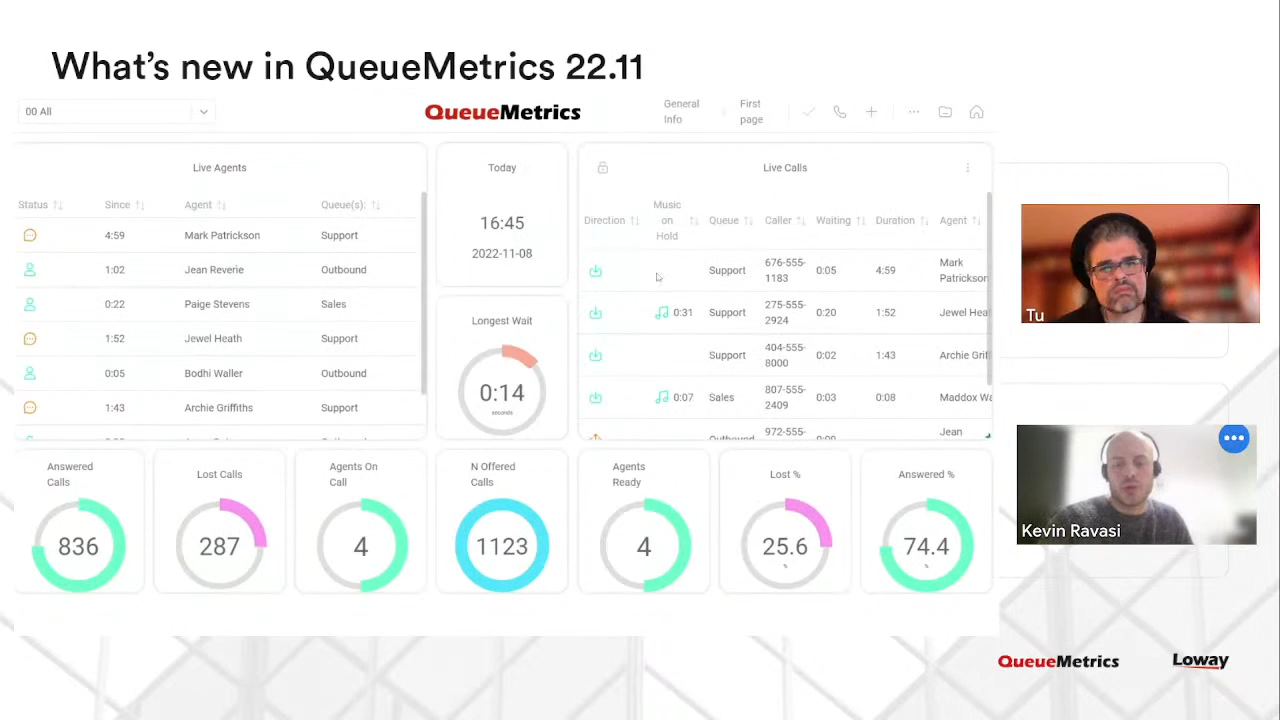 What's new in QueueMetrics 22.11
00 All
QueueMetrics
General
Info
First
page
Live Agents
Status Since Agent Queue(s):
4:59 Mark Patrickson Support
1:02 Jean Reverie Outbound
0:22 Paige Stevens Sales
1:52 Jewel Heath Support
0:05 Bodhi Waller Outbound
1:43 Archie Griffiths Support
Today
16:45
2022-11-08
Longest Wait
0:14
seconds
Live Calls
Direction Music on Hold Queue Caller Waiting Duration Agent
Support 676-555-1183 0:05 4:59 Mark Patrickson
0:31 Support 275-555-2924 0:20 1:52 Jewel Hea
Support 404-555-8000 0:02 1:43 Archie Grif
0:07 Sales 807-555-2409 0:03 0:08 Maddox Wa
Outbound 972-555- 0:09 Jean
Answered
Calls
836
Lost Calls
287
Agents On
Call
4
N Offered
Calls
1123
Agents
Ready
4
Lost %
25.6
%
Answered %
74.4
%
Tu
Kevin Ravasi
QueueMetrics
Loway